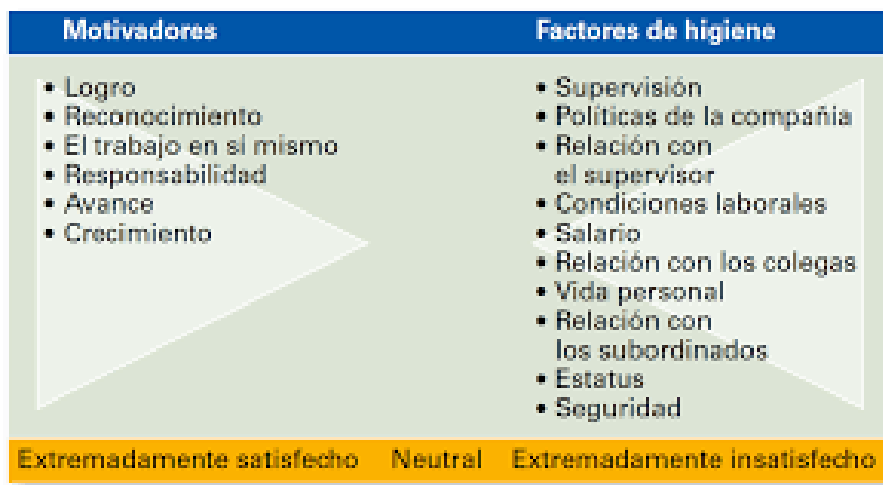 Motivadores
• Logro
• Reconocimiento
• El trabajo en sí mismo
• Responsabilidad
• Avance
• Crecimiento
Factores de higiene
• Supervisión
• Políticas de la compañia
• Relación con
el supervisor
• Condiciones laborales
• Salario
• Relación con los colegas
• Vida personal
• Relación con
los subordinados
• Estatus
• Seguridad
Extremadamente satisfecho Neutral Extremadamente insatisfecho